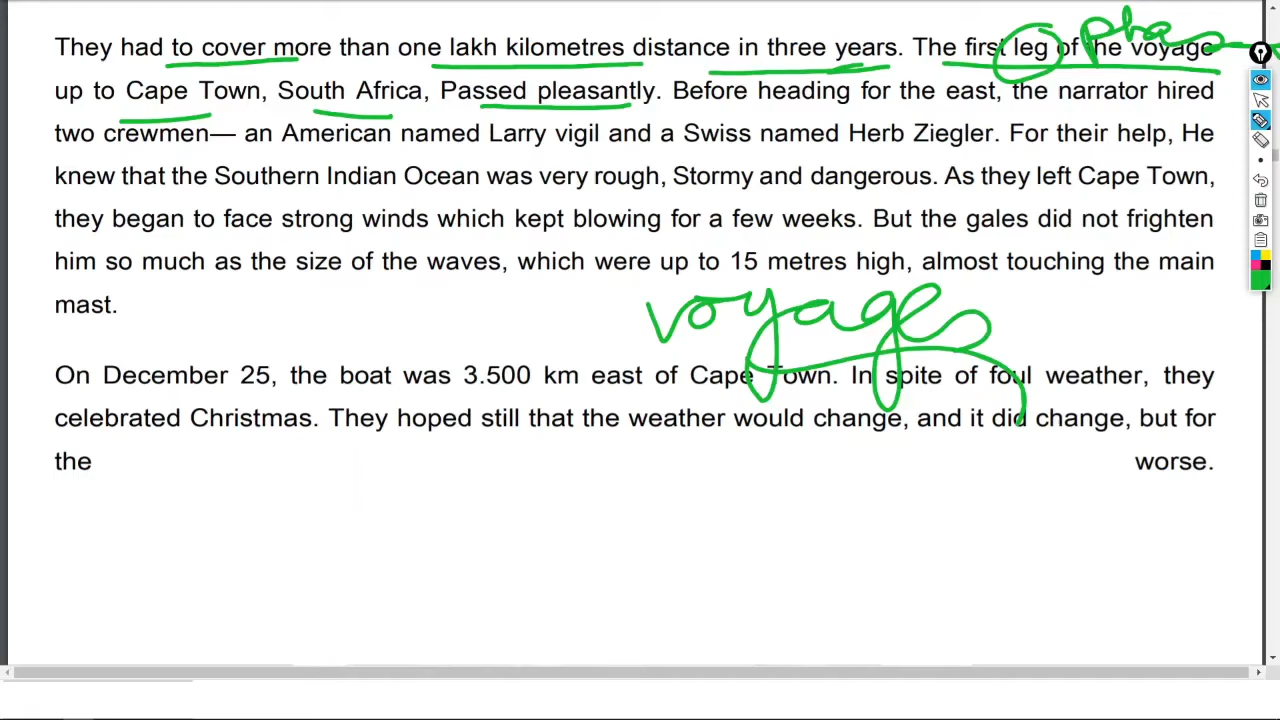 phas
They had to cover more than one lakh kilometres distance in three years. The first leg of the voyage
up to Cape Town, South Africa, Passed pleasantly. Before heading for the east, the narrator hired
two crewmen— an American named Larry vigil and a Swiss named Herb Ziegler. For their help, He
knew that the Southern Indian Ocean was very rough, Stormy and dangerous. As they left Cape Town,
they began to face strong winds which kept blowing for a few weeks. But the gales did not frighten
him so much as the size of the waves, which were up to 15 metres high, almost touching the main
mast.
voyages
On December 25, the boat was 3.500 km east of Cape Town. In spite of foul weather, they
celebrated Christmas. They hoped still that the weather would change, and it did change, but for
the worse.